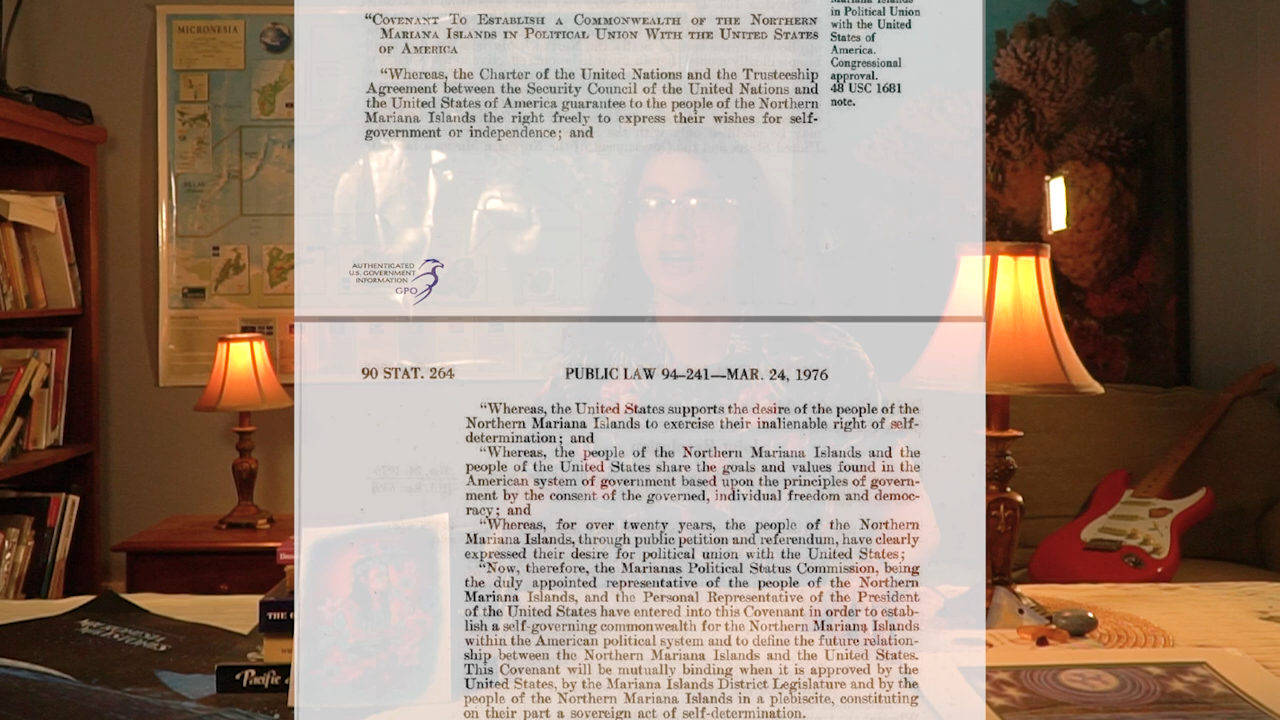 MICRONESIA
Mariana Islands
in Political Union
with the United
States of
America.
Congressional
approval.
48 USC 1681
note.
“COVENANT TO ESTABLISH A COMMONWEALTH OF THE NORTHERN
MARIANA ISLANDS IN POLITICAL UNION WITH THE UNITED STATES
OF AMERICA
“Whereas, the Charter of the United Nations and the Trusteeship
Agreement between the Security Council of the United Nations and
the United States of America guarantee to the people of the Northern
Mariana Islands the right freely to express their wishes for self-
government or independence; and
AUTHENTICATED
U.S. GOVERNMENT
INFORMATION
GPO
90 STAT. 264
PUBLIC LAW 94–241—MAR. 24, 1976
“Whereas, the United States supports the desire of the people of the
Northern Mariana Islands to exercise their inalienable right of self-
determination; and
“Whereas, the people of the Northern Mariana Islands and the
people of the United States share the goals and values found in the
American system of government based upon the principles of govern-
ment by the consent of the governed, individual freedom and democ-
racy; and
“Whereas, for over twenty years, the people of the Northern
Mariana Islands, through public petition and referendum, have clearly
expressed their desire for political union with the United States;
“Now, therefore, the Marianas Political Status Commission, being
the duly appointed representative of the people of the Northern
Mariana Islands, and the Personal Representative of the President
of the United States have entered into this Covenant in order to estab-
lish a self-governing commonwealth for the Northern Mariana Islands
within the American political system and to define the future relation-
ship between the Northern Mariana Islands and the United States.
This Covenant will be mutually binding when it is approved by the
United States, by the Mariana Islands District Legislature and by the
people of the Northern Mariana Islands in a plebiscite, constituting
on their part a sovereign act of self-determination.
THE
Pacific